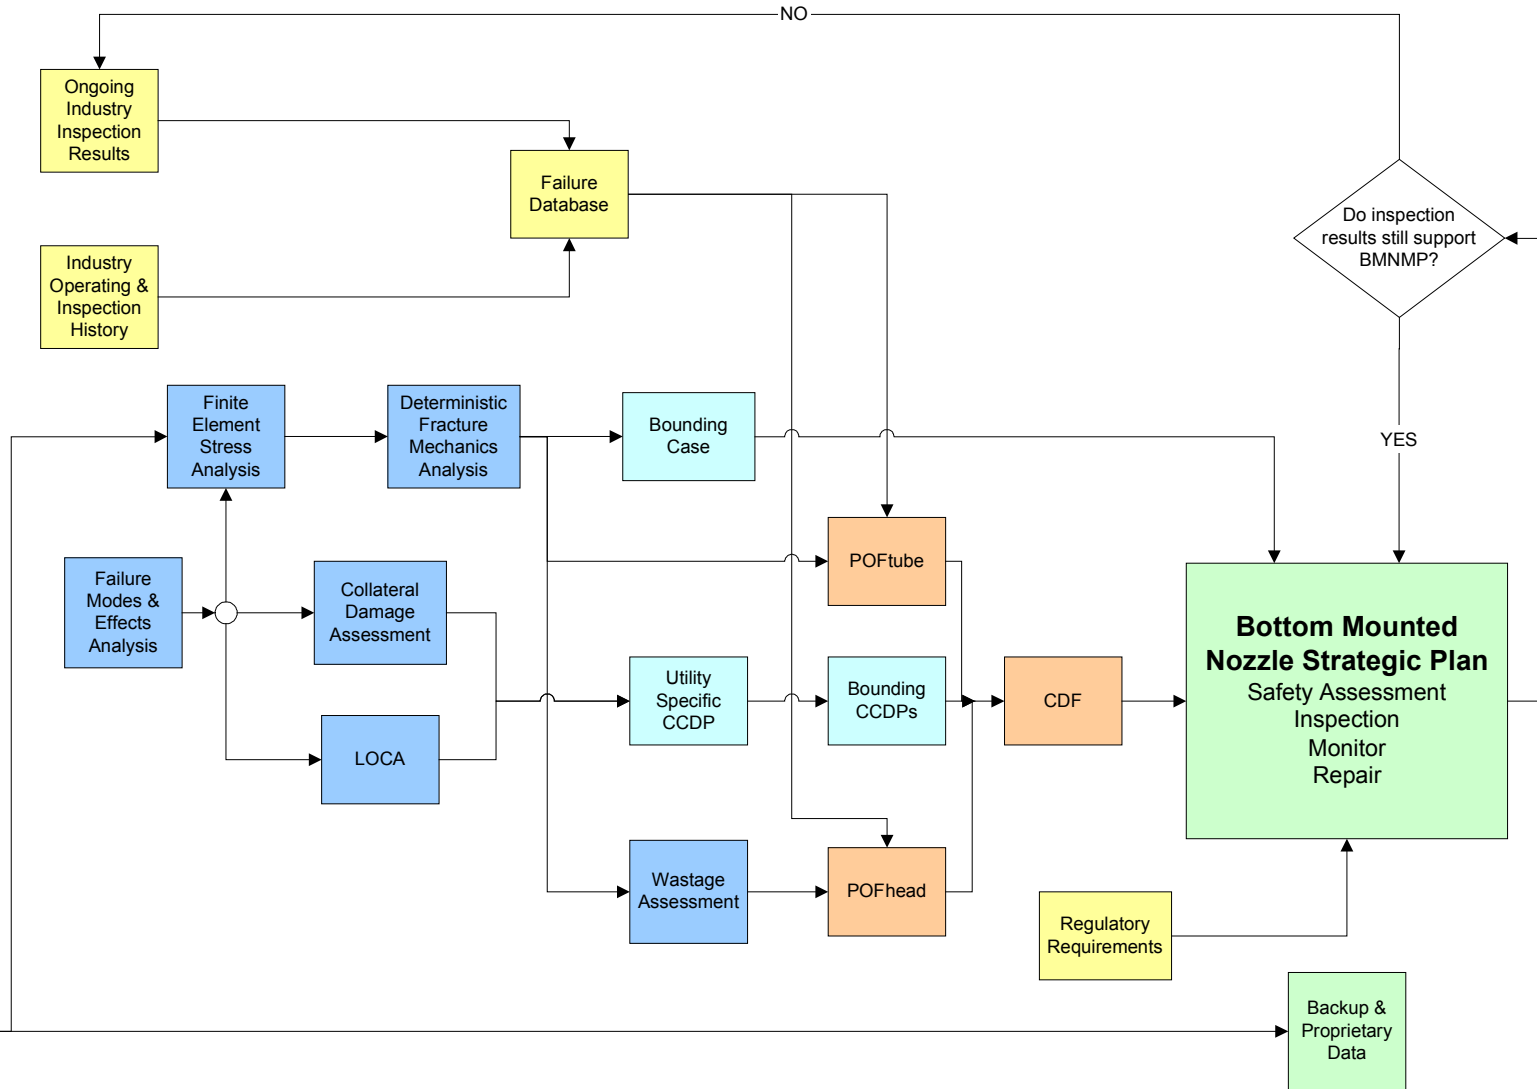 NO
Ongoing
Industry
Inspection
Results
Failure
Database
Do inspection
results still support
BMNMP?
Industry
Operating &
Inspection
History
YES
Finite
Element
Stress
Analysis
Deterministic
Fracture
Mechanics
Analysis
Bounding
Case
POFtube
Failure
Modes &
Effects
Analysis
Collateral
Damage
Assessment
Bottom Mounted
Nozzle Strategic Plan
Safety Assessment
Inspection
Monitor
Repair
Utility
Specific
CCDP
Bounding
CCDPs
CDF
LOCA
Wastage
Assessment
POFhead
Regulatory
Requirements
Backup &
Proprietary
Data